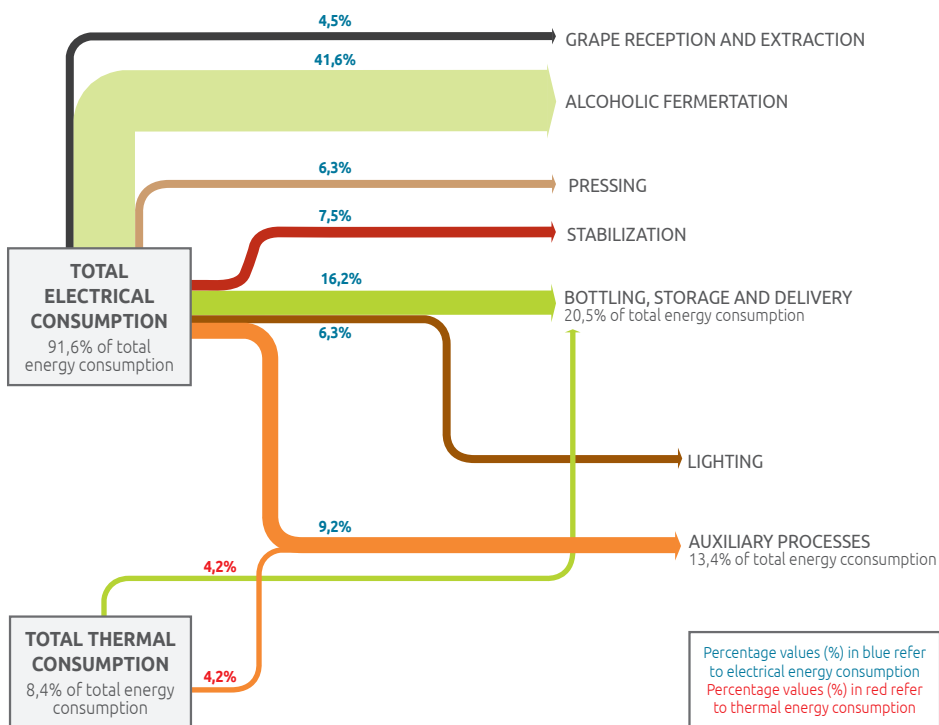 4,5%
GRAPE RECEPTION AND EXTRACTION
41,6%
ALCOHOLIC FERMERTATION
6,3%
PRESSING
7,5%
STABILIZATION
TOTAL
ELECTRICAL
CONSUMPTION
91,6% of total
energy consumption
16,2%
BOTTLING, STORAGE AND DELIVERY
20,5% of total energy consumption
6,3%
LIGHTING
9,2%
AUXILIARY PROCESSES
13,4% of total energy cconsumption
4,2%
TOTAL THERMAL
CONSUMPTION
8,4% of total energy
consumption
4,2%
Percentage values (%) in blue refer
to electrical energy consumption
Percentage values (%) in red refer
to thermal energy consumption